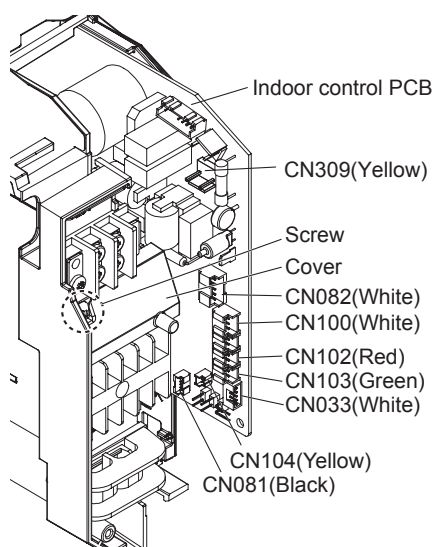 Indoor control PCB
CN309(Yellow)
Screw
Cover
CN082(White)
CN100(White)
CN102(Red)
CN103(Green)
CN033(White)
CN104(Yellow)
CN081(Black)